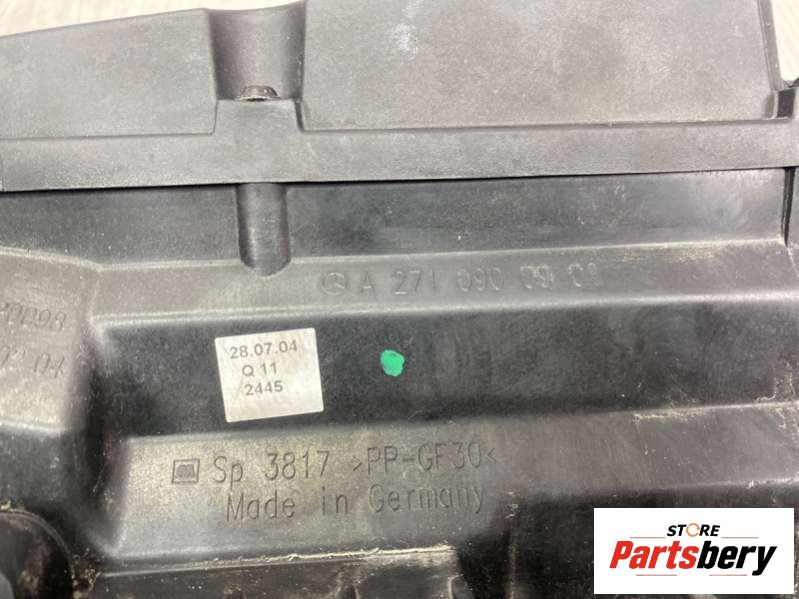 A 271 090 09 01
28.07.04
Q 11
2445
Sp 3817 >PP-GF30<
Made in Germany
STORE
Partsbery